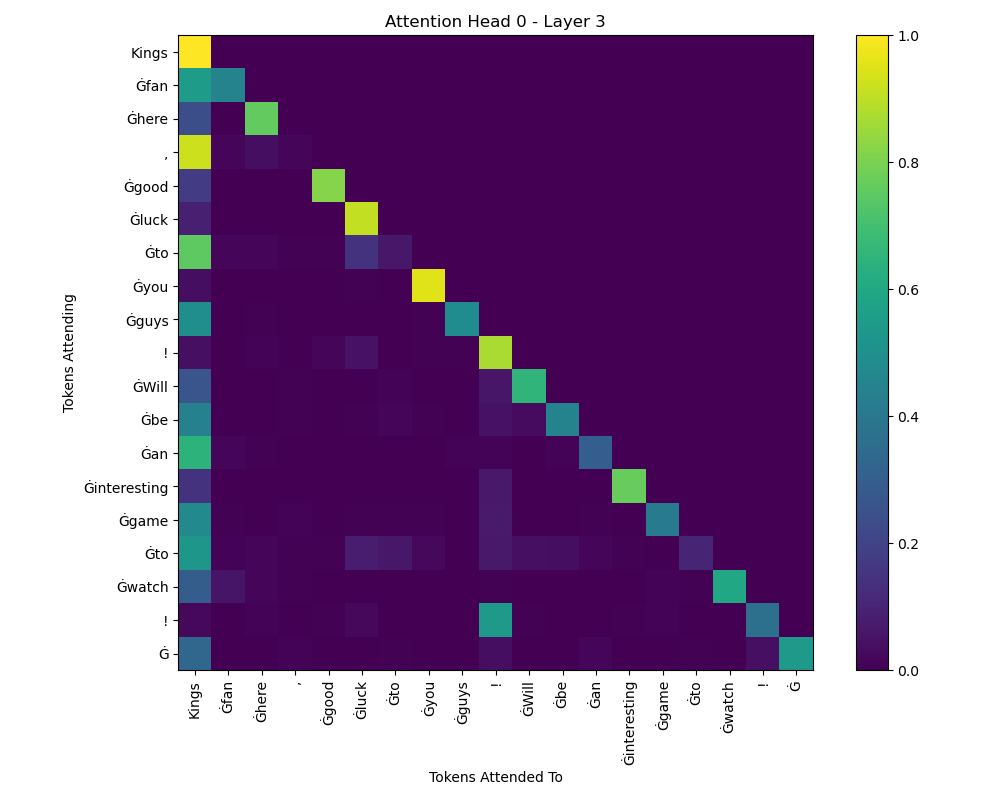 Attention Head 0 - Layer 3
Tokens Attending
Kings
Ġfan
Ġhere
,
Ġgood
Ġluck
Ġto
Ġyou
Ġguys
!
ĠWill
Ġbe
Ġan
Ġinteresting
Ġgame
Ġto
Ġwatch
!
Ġ
Kings
Ġfan
Ġhere
,
Ġgood
Ġluck
Ġto
Ġyou
Ġguys
!
ĠWill
Ġbe
Ġan
Ġinteresting
Ġgame
Ġto
Ġwatch
!
Ġ
Tokens Attended To
1.0
0.8
0.6
0.4
0.2
0.0